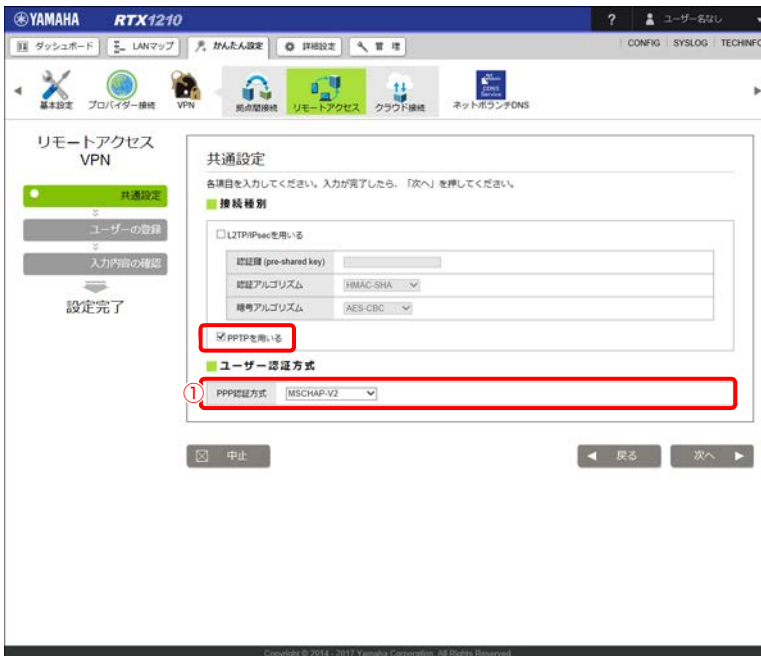 YAMAHA RTX1210 ? ユーザー名なし
ダッシュボード LANマップ かんたん設定 詳細設定 管理 CONFIG SYSLOG TECHINFO
基本設定 プロバイダー接続 VPN 拠点間接続 リモートアクセス クラウド接続 ネットボランチDNS
リモートアクセス
VPN
共通設定
ユーザーの登録
入力内容の確認
設定完了
共通設定
各項目を入力してください。入力が完了したら、「次へ」を押してください。
接続種別
L2TP/IPsecを用いる
認証鍵 (pre-shared key)
認証アルゴリズム HMAC-SHA
暗号アルゴリズム AES-CBC
PPTPを用いる
ユーザー認証方式
① PPP認証方式 MSCHAP-V2
中止 戻る 次へ
Copyright © 2014 - 2017 Yamaha Corporation. All Rights Reserved.